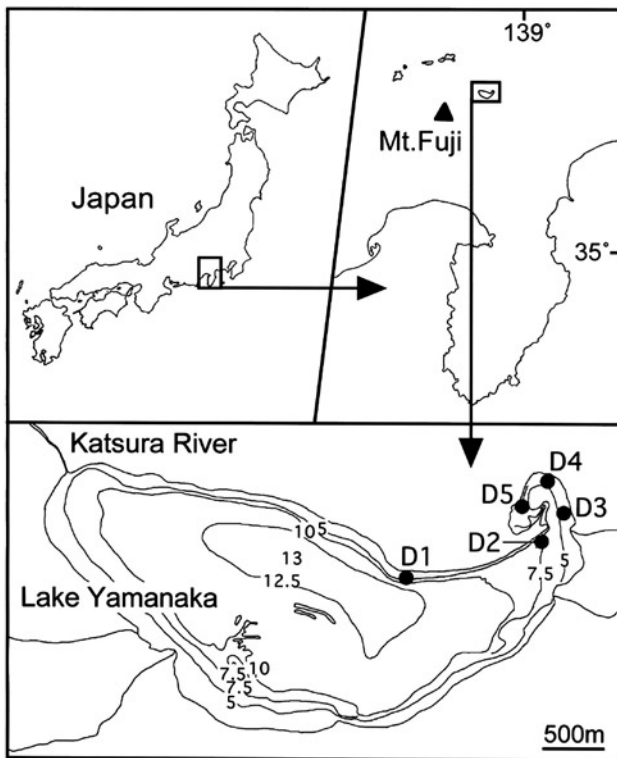 139°
Mt.Fuji
Japan
35°
Katsura River
D4
D5
D3
D2
10
5
13
D1
12.5
7.5
5
Lake Yamanaka
7.5
10
7.5
5
500m